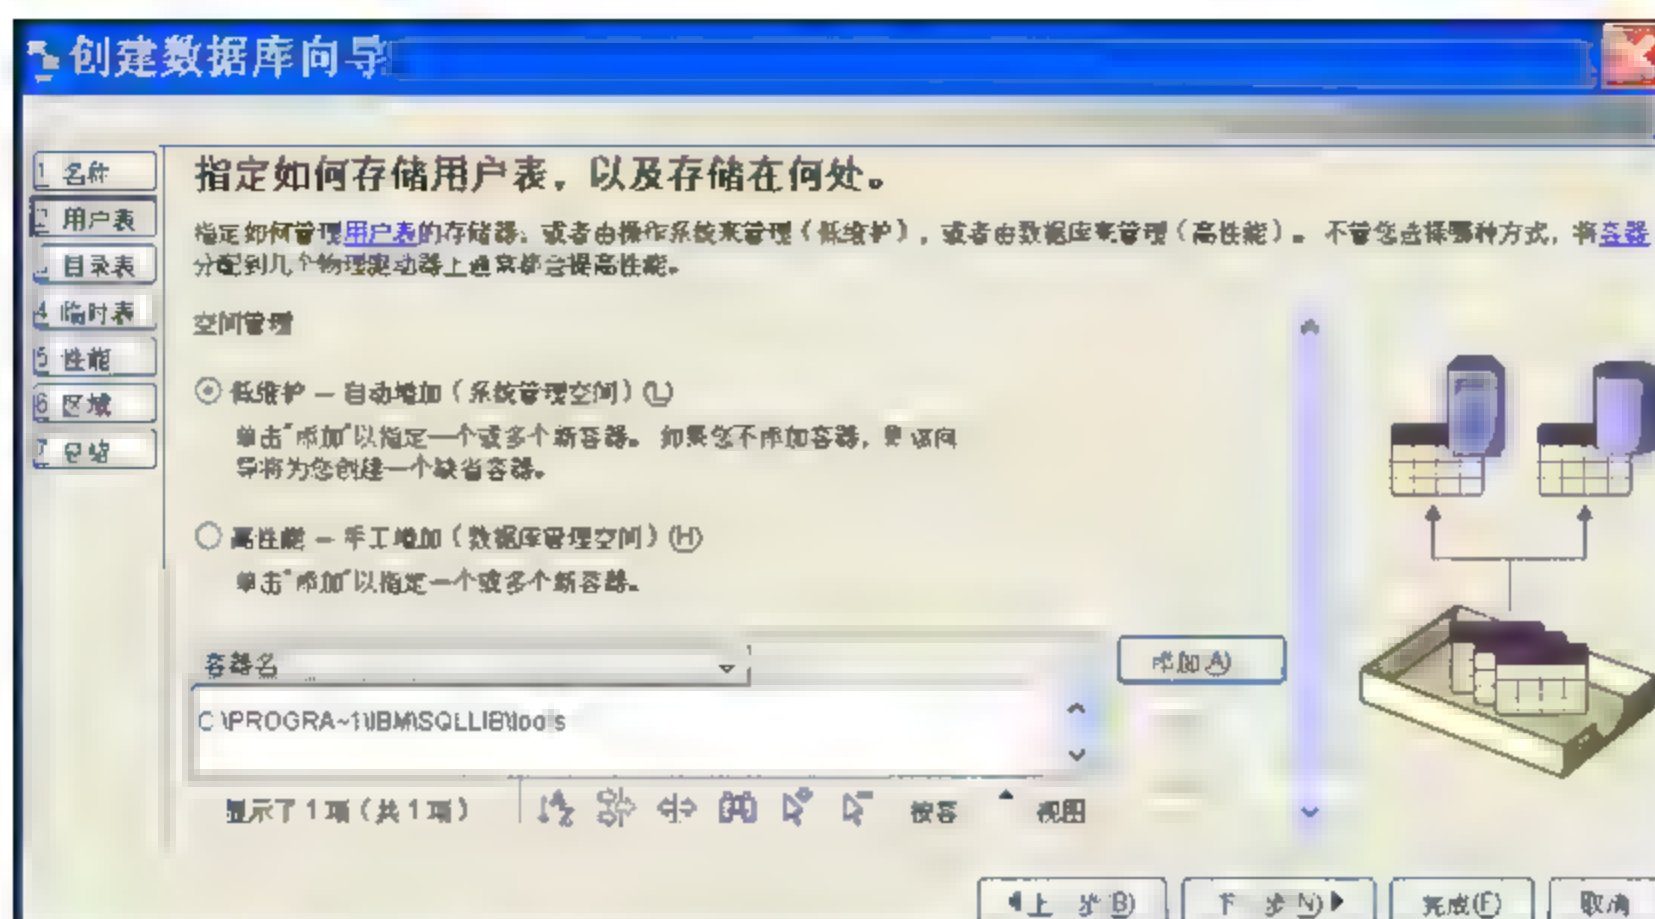 创建数据库向导
1 名称
2 用户表
3 目录表
4 临时表
5 性能
6 区域
7 总结
指定如何存储用户表，以及存储在何处。
指定如何管理用户表的存储器：或者由操作系统来管理（低维护），或者由数据库来管理（高性能）。不管您选择哪种方式，将容器
分配到几个物理驱动器上通常都会提高性能。
空间管理
低维护 － 自动增加（系统管理空间）(L)
单击“添加”以指定一个或多个新容器。如果您不添加容器，则该向
导将为您创建一个缺省容器。
高性能 － 手工增加（数据库管理空间）(H)
单击“添加”以指定一个或多个新容器。
容器名
添加(A)
C:\PROGRA~1\IBM\SQLLIB\tools
显示了 1 项（共 1 项）
按容
视图
上一步(B)
下一步(N)
完成(F)
取消